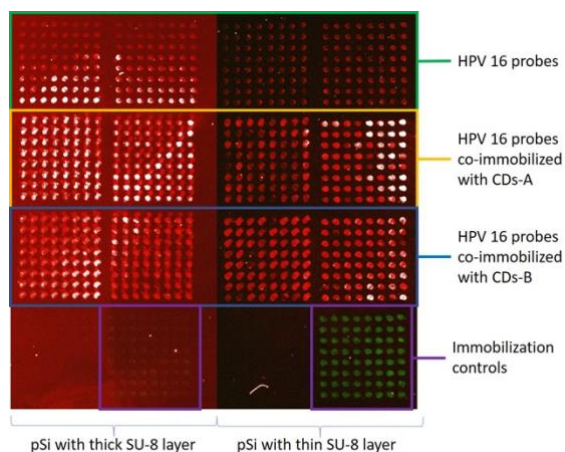 HPV 16 probes
HPV 16 probes
co-immobilized
with CDs-A
HPV 16 probes
co-immobilized
with CDs-B
Immobilization
controls
pSi with thick SU-8 layer
pSi with thin SU-8 layer